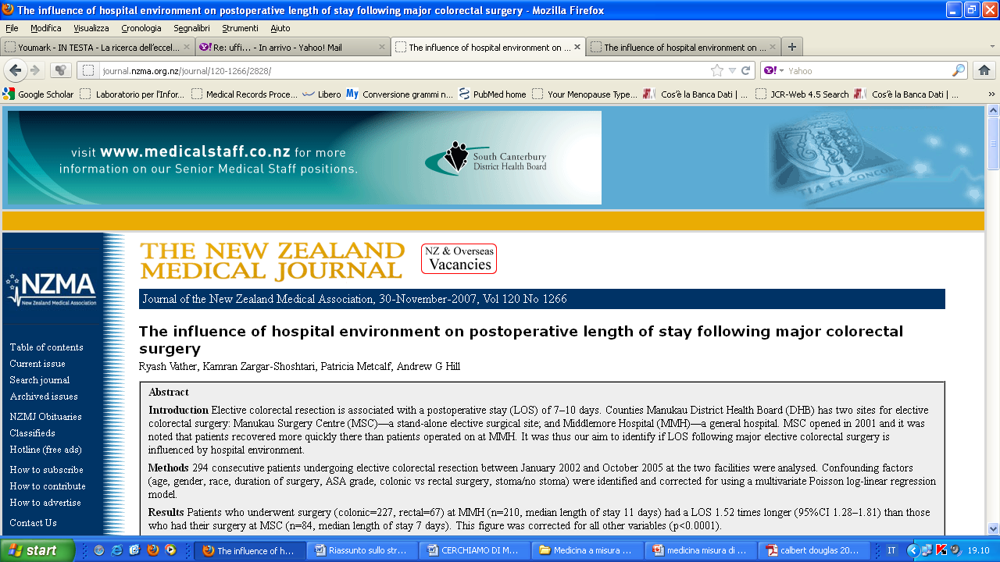 The influence of hospital environment on postoperative length of stay following major colorectal surgery - Mozilla Firefox
File Modifica Visualizza Cronologia Segnalibri Strumenti Aiuto
Youmark - IN TESTA - La ricerca dell'eccel... Re: uffi... - In arrivo - Yahoo! Mail The influence of hospital environment on ... The influence of hospital environment on ...
journal.nzma.org.nz/journal/120-1266/2828/ Yahoo
Google Scholar Laboratorio per l'Infor... Medical Records Proce... Libero My Conversione grammi n... PubMed home Your Menopause Type... Cos'è la Banca Dati | ... JCR-Web 4.5 Search Cos'è la Banca Dati | ... »
visit www.medicalstaff.co.nz for more
information on our Senior Medical Staff positions.
South Canterbury
District Health Board
TIA ET CONCOR
THE NEW ZEALAND
MEDICAL JOURNAL
NZ & Overseas
Vacancies
NZMA
New Zealand Medical Association
Journal of the New Zealand Medical Association, 30-November-2007, Vol 120 No 1266
The influence of hospital environment on postoperative length of stay following major colorectal
surgery
Ryash Vather, Kamran Zargar-Shoshtari, Patricia Metcalf, Andrew G Hill
Table of contents
Current issue
Search journal
Archived issues
NZMJ Obituaries
Classifieds
Hotline (free ads)
How to subscribe
How to contribute
How to advertise
Contact Us
Abstract
Introduction Elective colorectal resection is associated with a postoperative stay (LOS) of 7–10 days. Counties Manukau District Health Board (DHB) has two sites for elective
colorectal surgery: Manukau Surgery Centre (MSC)—a stand-alone elective surgical site; and Middlemore Hospital (MMH)—a general hospital. MSC opened in 2001 and it was
noted that patients recovered more quickly there than patients operated on at MMH. It was thus our aim to identify if LOS following major elective colorectal surgery is
influenced by hospital environment.
Methods 294 consecutive patients undergoing elective colorectal resection between January 2002 and October 2005 at the two facilities were analysed. Confounding factors
(age, gender, race, duration of surgery, ASA grade, colonic vs rectal surgery, stoma/no stoma) were identified and corrected for using a multivariate Poisson log-linear regression
model.
Results Patients who underwent surgery (colonic=227, rectal=67) at MMH (n=210, median length of stay 11 days) had a LOS 1.52 times longer (95%CI 1.28–1.81) than those
who had their surgery at MSC (n=84, median length of stay 7 days). This figure was corrected for all other variables (p<0.0001).
start The influence of h... Riassunto sullo ... CERCHIAMO DI M... Medicina a misura ... medicina misura di ... calbert douglas 20... IT 19.10